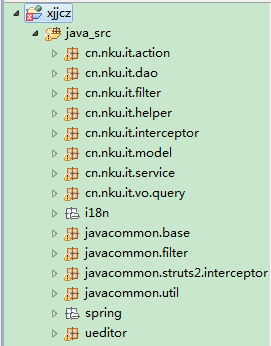 xjjcz
java_src
cn.nku.it.action
cn.nku.it.dao
cn.nku.it.filter
cn.nku.it.helper
cn.nku.it.interceptor
cn.nku.it.model
cn.nku.it.service
cn.nku.it.vo.query
i18n
javacommon.base
javacommon.filter
javacommon.struts2.interceptor
javacommon.util
spring
ueditor